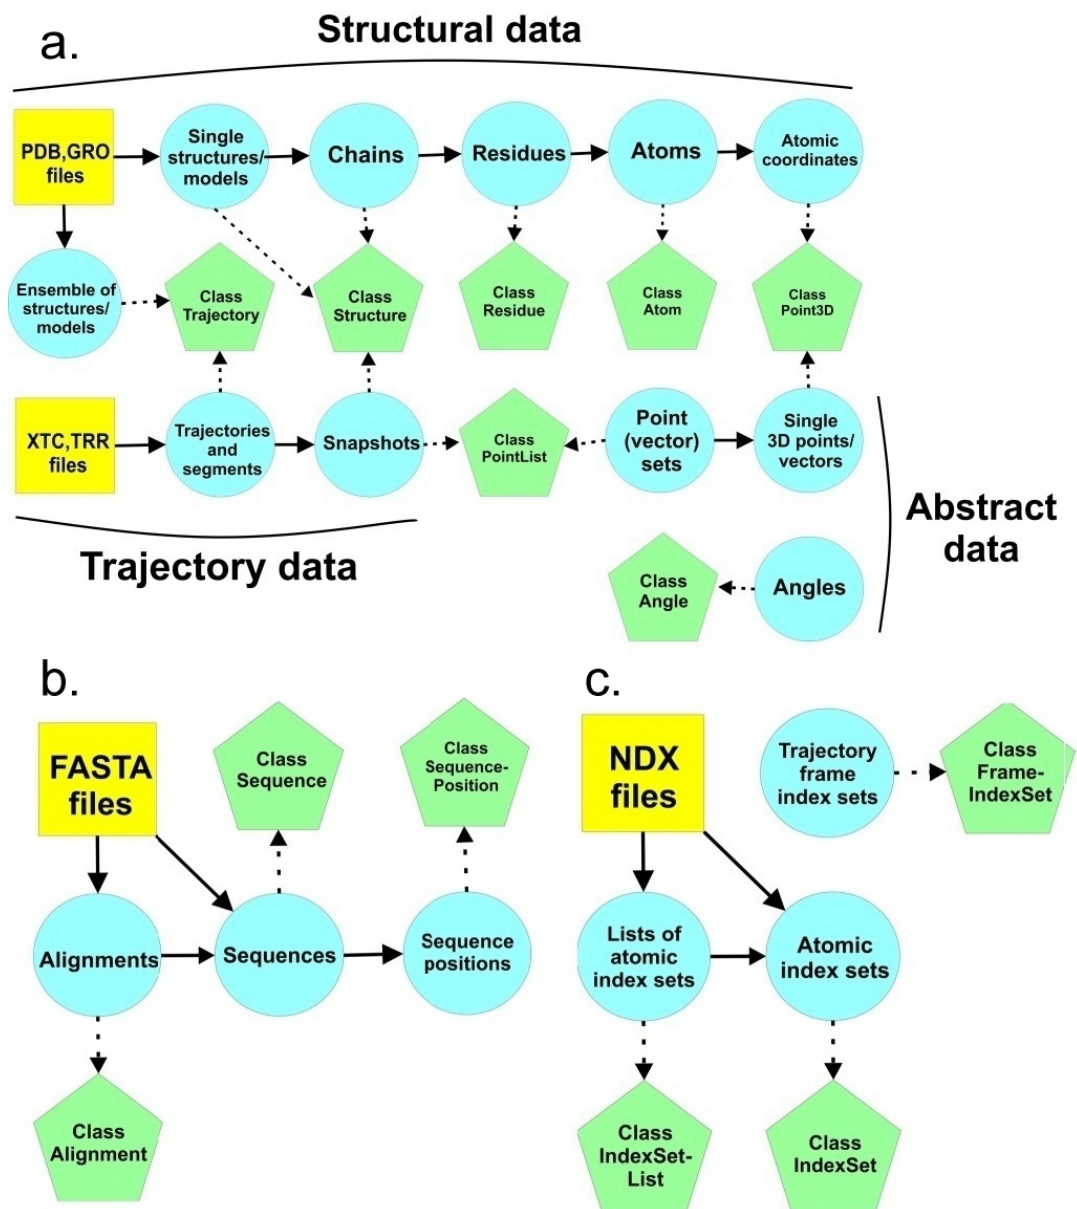 a.
Structural data
PDB,GRO
files
Single
structures/
models
Chains
Residues
Atoms
Atomic
coordinates
Ensemble of
structures/
models
Class
Trajectory
Class
Structure
Class
Residue
Class
Atom
Class
Point3D
XTC,TRR
files
Trajectories
and
segments
Snapshots
Class
PointList
Point
(vector)
sets
Single
3D points/
vectors
Trajectory data
Abstract
data
Class
Angle
Angles
b.
FASTA
files
Class
Sequence
Class
Sequence-
Position
Alignments
Sequences
Sequence
positions
Class
Alignment
c.
NDX
files
Trajectory
frame
index sets
Class
Frame-
IndexSet
Lists of
atomic
index sets
Atomic
index sets
Class
IndexSet-
List
Class
IndexSet